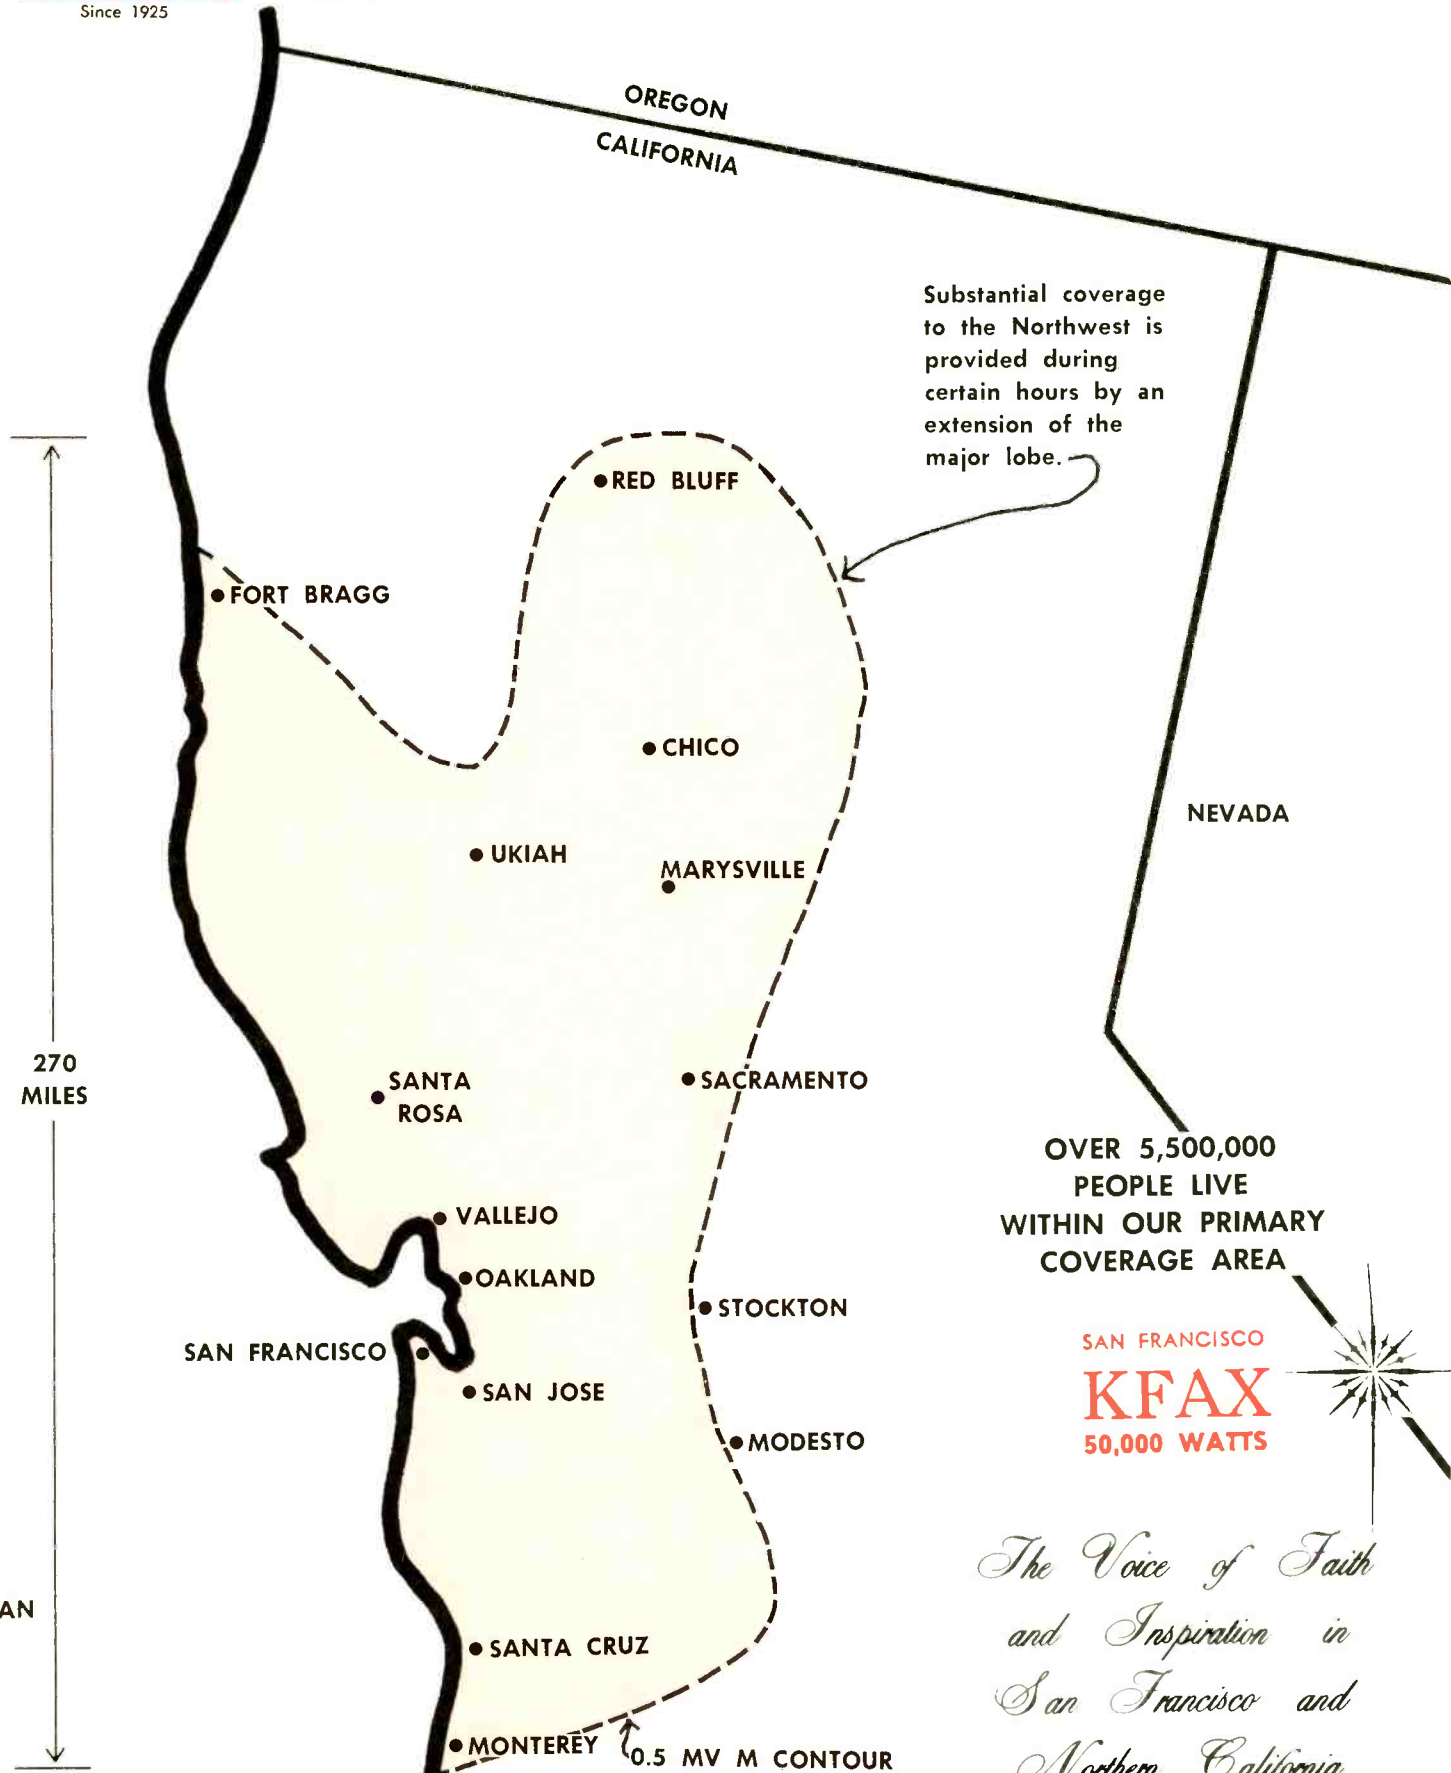 Since 1925
OREGON
CALIFORNIA
Substantial coverage
to the Northwest is
provided during
certain hours by an
extension of the
major lobe.
RED BLUFF
FORT BRAGG
CHICO
NEVADA
UKIAH
MARYSVILLE
270
MILES
SANTA
ROSA
SACRAMENTO
OVER 5,500,000
PEOPLE LIVE
WITHIN OUR PRIMARY
COVERAGE AREA
VALLEJO
OAKLAND
STOCKTON
SAN FRANCISCO
SAN JOSE
SAN FRANCISCO
KFAX
50,000 WATTS
MODESTO
The Voice of Faith
and Inspiration in
San Francisco and
Northern California
AN
SANTA CRUZ
MONTEREY
0.5 MV M CONTOUR